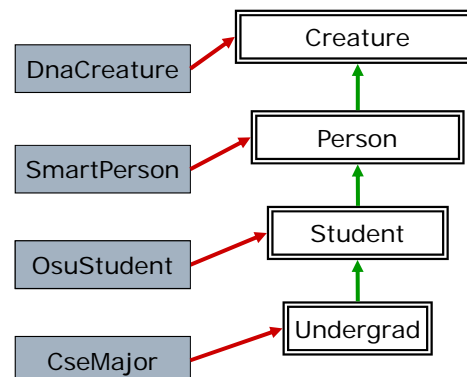 Creature
DnaCreature
Person
SmartPerson
Student
OsuStudent
Undergrad
CseMajor